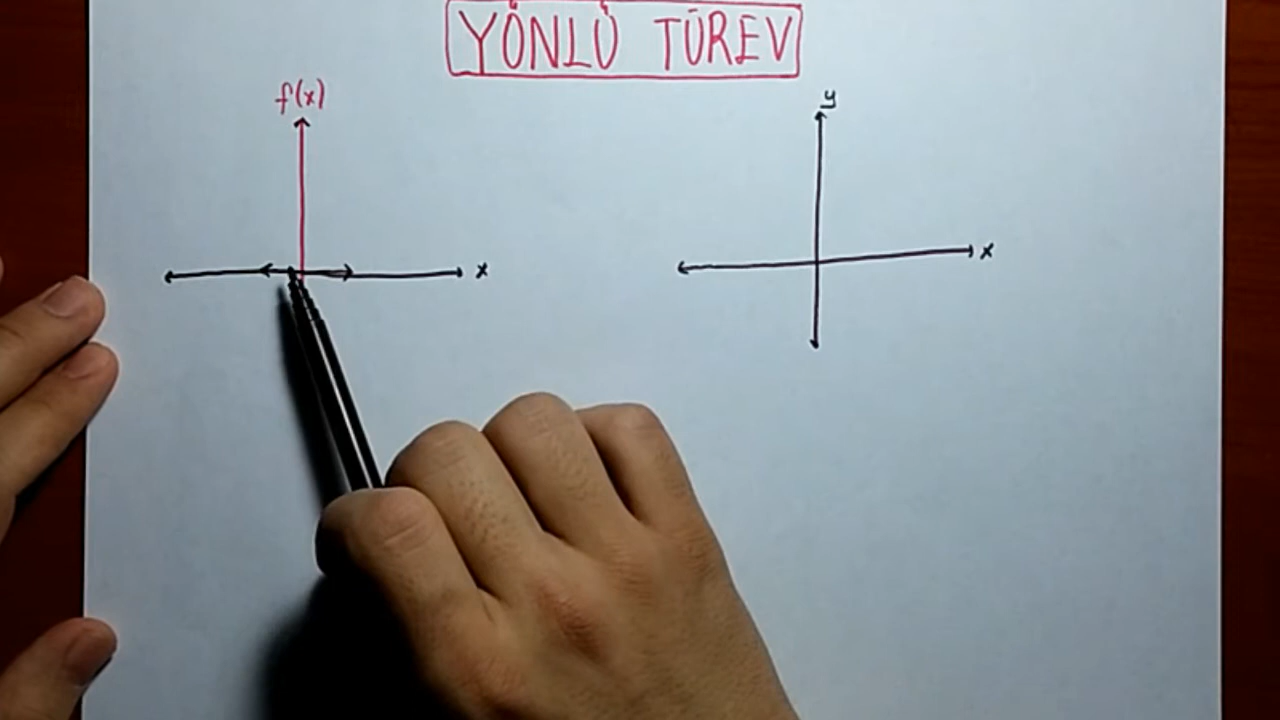 YÖNLÜ TÜREV
f(x)
y
x
x